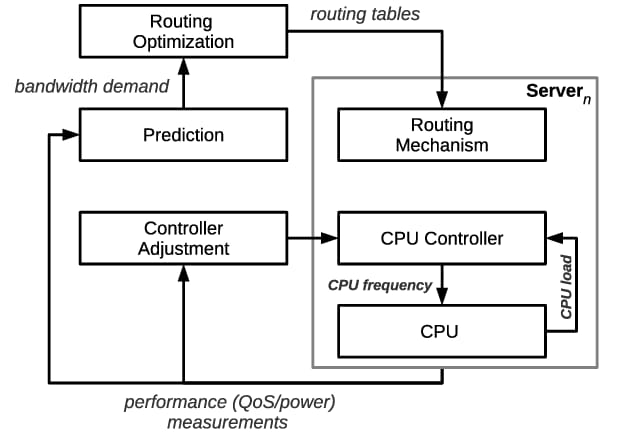 Routing
Optimization
routing tables
bandwidth demand
Server n
Prediction
Routing
Mechanism
Controller
Adjustment
CPU Controller
CPU frequency
CPU load
CPU
performance (QoS/power)
measurements